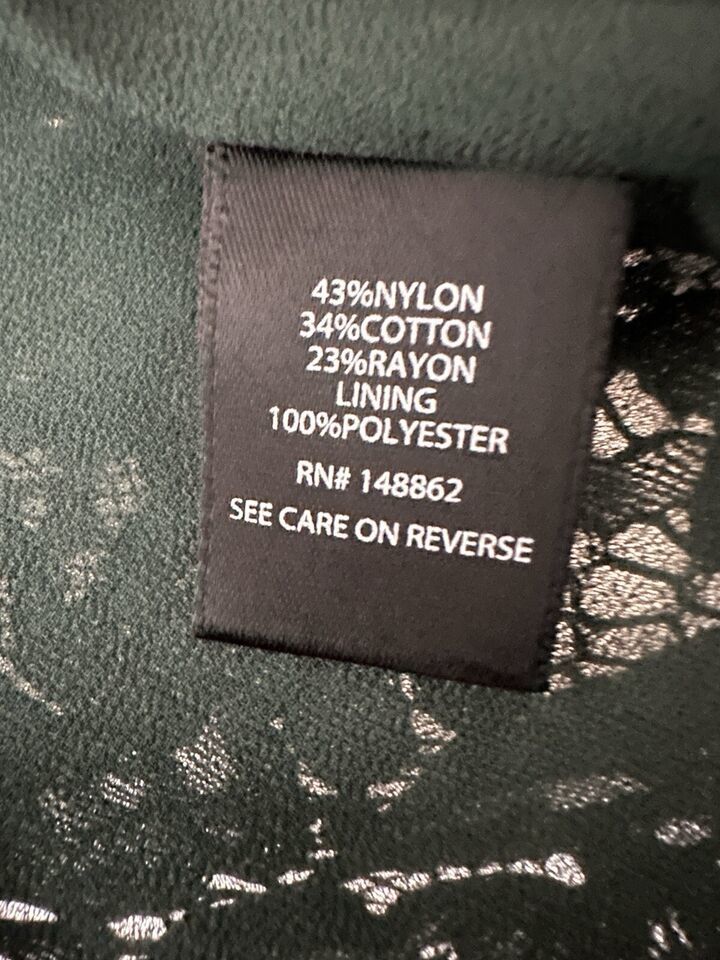 43%NYLON
34%COTTON
23%RAYON
LINING
100%POLYESTER
RN# 148862
SEE CARE ON REVERSE